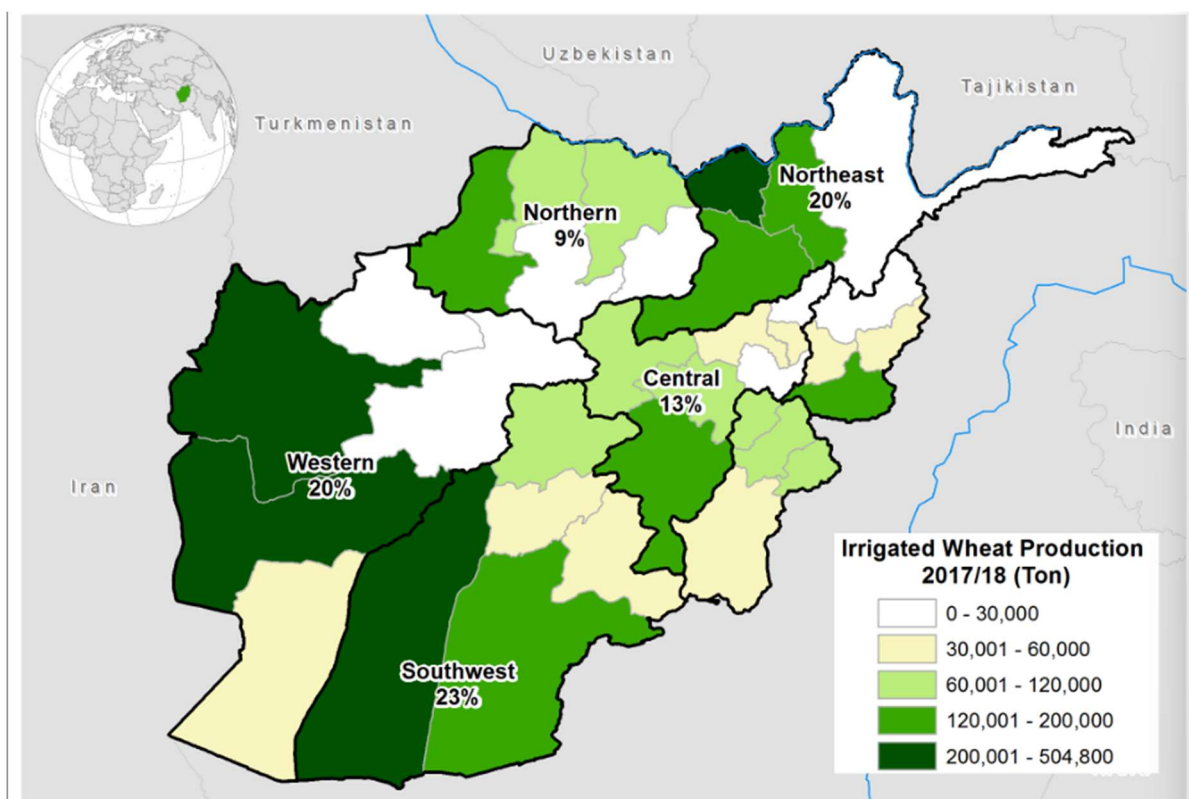 Uzbekistan
Tajikistan
Turkmenistan
Northeast
20%
Northern
9%
Central
13%
India
Western
20%
Iran
Southwest
23%
Irrigated Wheat Production
2017/18 (Ton)
0 - 30,000
30,001 - 60,000
60,001 - 120,000
120,001 - 200,000
200,001 - 504,800